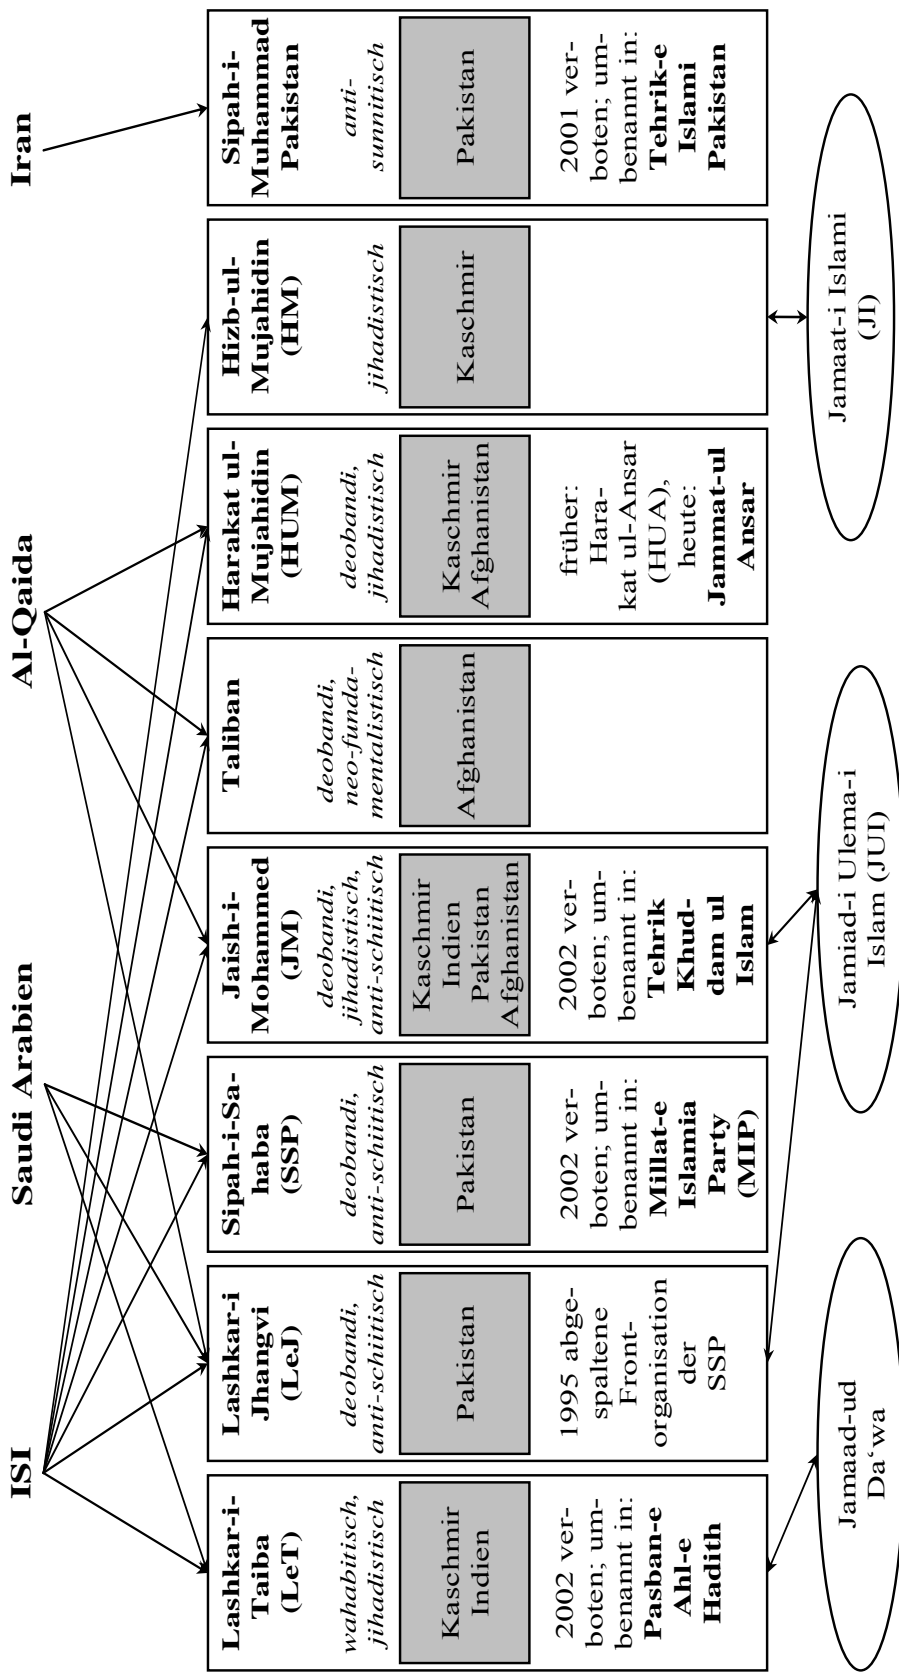 ISI
Saudi Arabien
Al-Qaida
Iran
Lashkar-i-
Taiba
(LeT)
wahabitisch,
jihadistisch
Kaschmir
Indien
2002 ver-
boten; um-
benannt in:
Pasban-e
Ahl-e
Hadith
Lashkar-i
Jhangvi
(LeJ)
deobandi,
anti-schiitisch
Pakistan
1995 abge-
spaltene
Front-
organisation
der
SSP
Sipah-i-Sa-
haba
(SSP)
deobandi,
anti-schiitisch
Pakistan
2002 ver-
boten; um-
benannt in:
Millat-e
Islamia
Party
(MIP)
Jaish-i-
Mohammed
(JM)
deobandi,
jihadistisch,
anti-schiitisch
Kaschmir
Indien
Pakistan
Afghanistan
2002 ver-
boten, um-
benannt in:
Tehrik
Khud-
dam ul
Islam
Taliban
deobandi,
neo-funda-
mentalistisch
Afghanistan
Harakat ul-
Mujahidin
(HUM)
deobandi,
jihadistisch
Kaschmir
Afghanistan
früher:
Hara-
kat ul-Ansar
(HUA),
heute:
Jammat-ul
Ansar
Hizb-ul-
Mujahidin
(HM)
jihadistisch
Kaschmir
Sipah-i-
Muhammad
Pakistan
anti-
sunnitisch
Pakistan
2001 ver-
boten; um-
benannt in:
Tehrik-e
Islami
Pakistan
Jamaad-ud
Da‘wa
Jamiad-i Ulema-i
Islam (JUI)
Jamaat-i Islami
(JI)